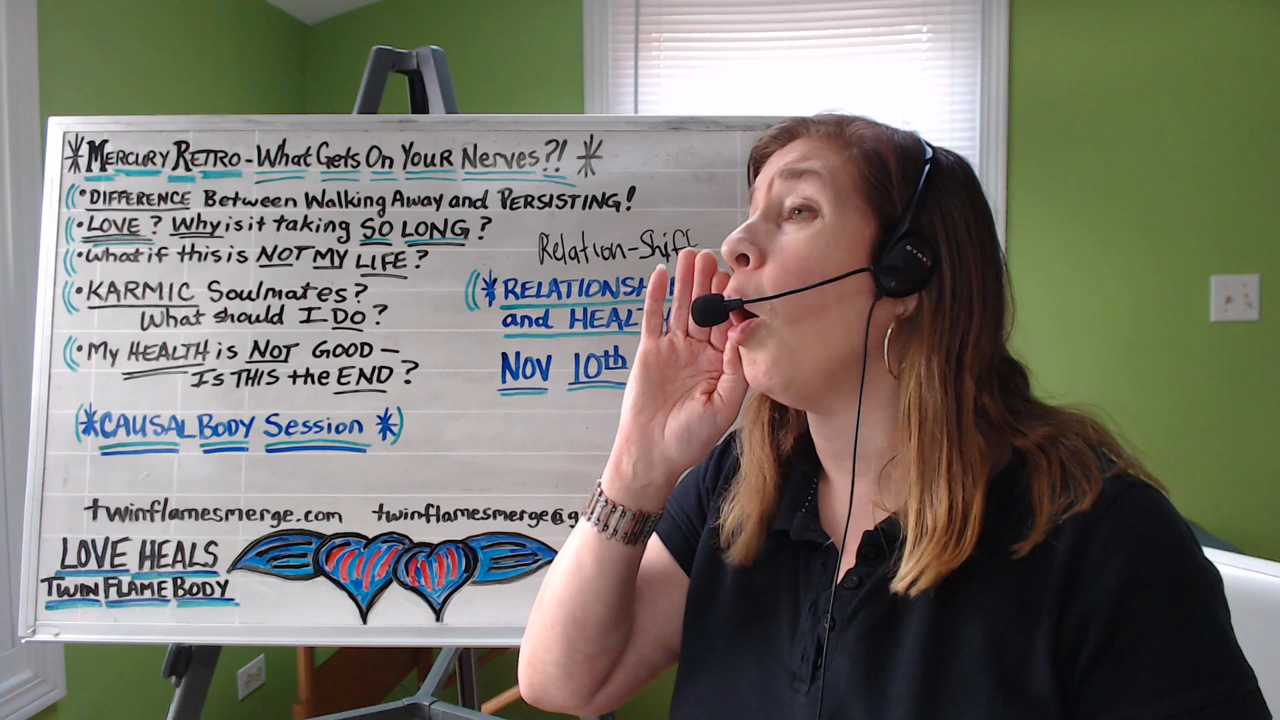 *MERCURY RETRO - What Gets On Your Nerves?! *
• DIFFERENCE Between Walking Away and PERSISTING!
• LOVE? Why is it taking SO LONG?
• What if this is NOT MY LIFE?
• KARMIC Soulmates?
What should I DO?
• My HEALTH is NOT GOOD -
Is THIS the END?
(*CAUSAL BODY Session *)
Relation-Shift
*RELATIONSH
and HEALT
Nov 10th
twinflamesmerge.com twinflamesmerge@g
LOVE HEALS
TWIN FLAME BODY